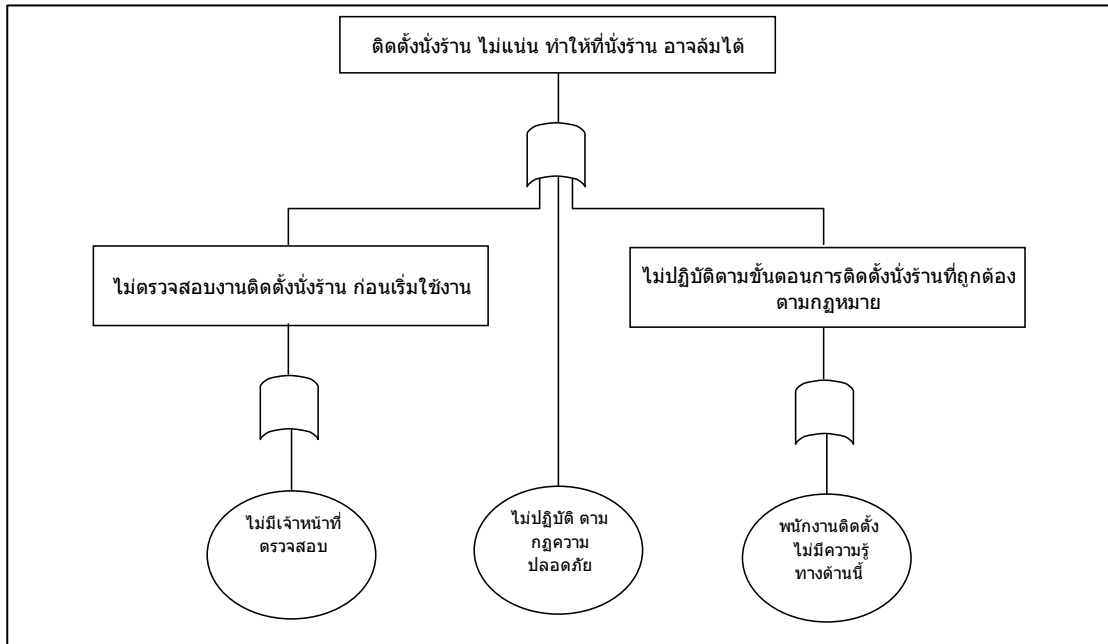 ติดตั้งนั่งร้าน ไม่แน่น ทำให้ที่นั่งร้าน อาจล้มได้
ไม่ตรวจสอบงานติดตั้งนั่งร้าน ก่อนเริ่มใช้งาน
ไม่ปฏิบัติตามขั้นตอนการติดตั้งนั่งร้านที่ถูกต้อง
ตามกฎหมาย
ไม่มีเจ้าหน้าที่
ตรวจสอบ
ไม่ปฏิบัติ ตาม
กฎความ
ปลอดภัย
พนักงานติดตั้ง
ไม่มีความรู้
ทางด้านนี้